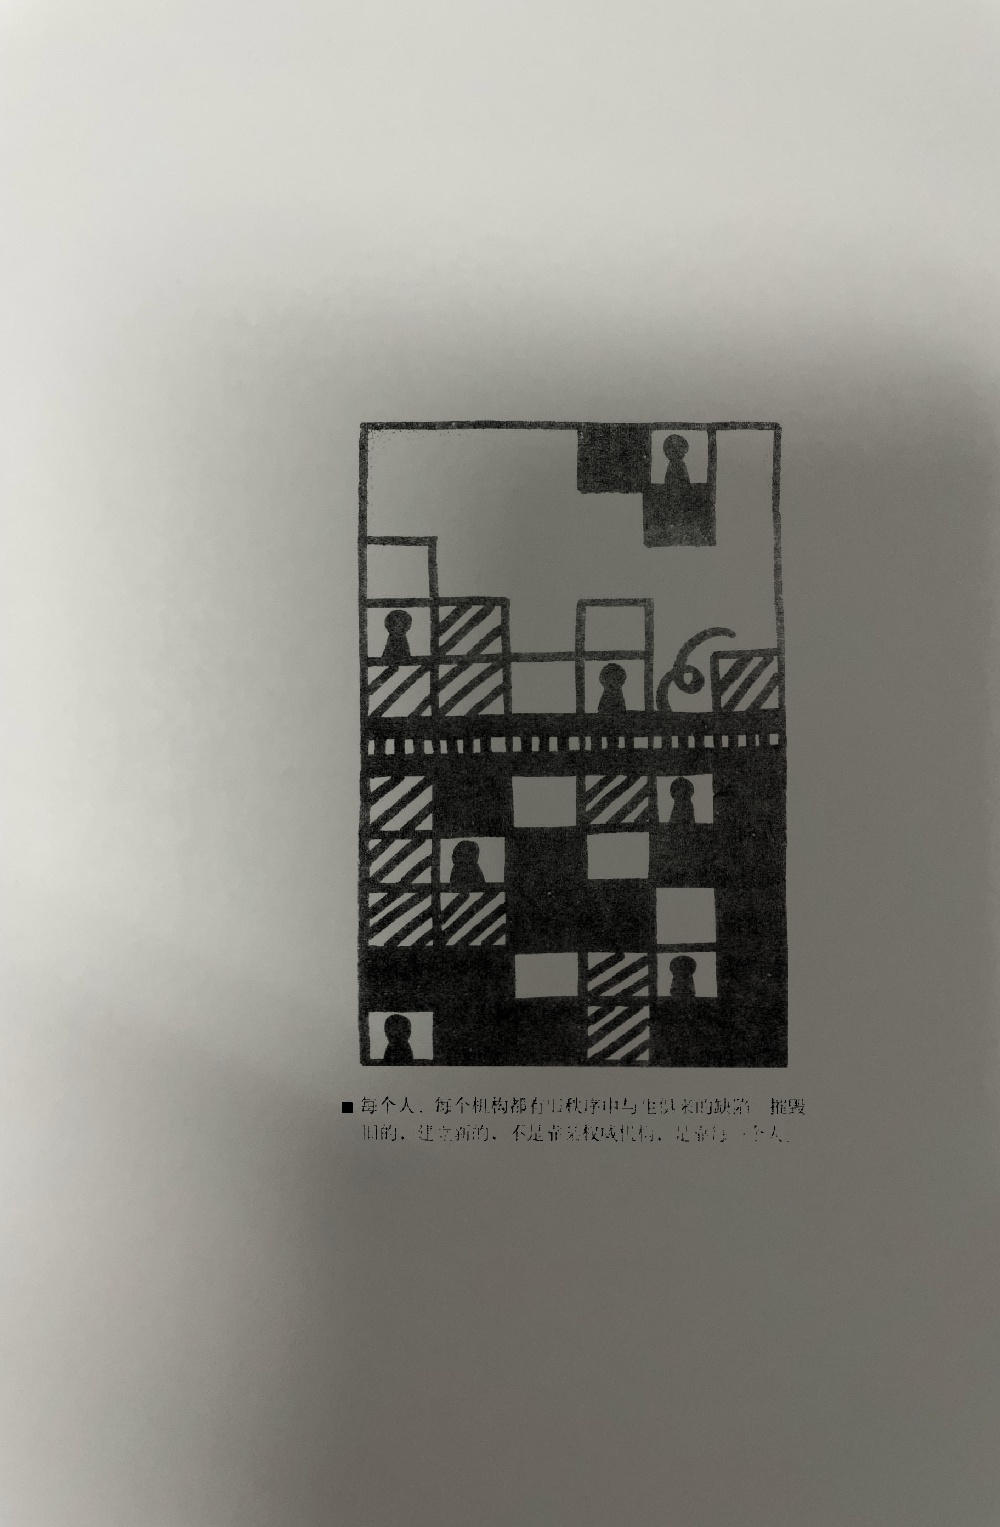 ■ 每个人、每个机构都有旧秩序中与生俱来的缺陷 摧毁
旧的、建立新的、不是靠某权威机构、是靠每一个人。